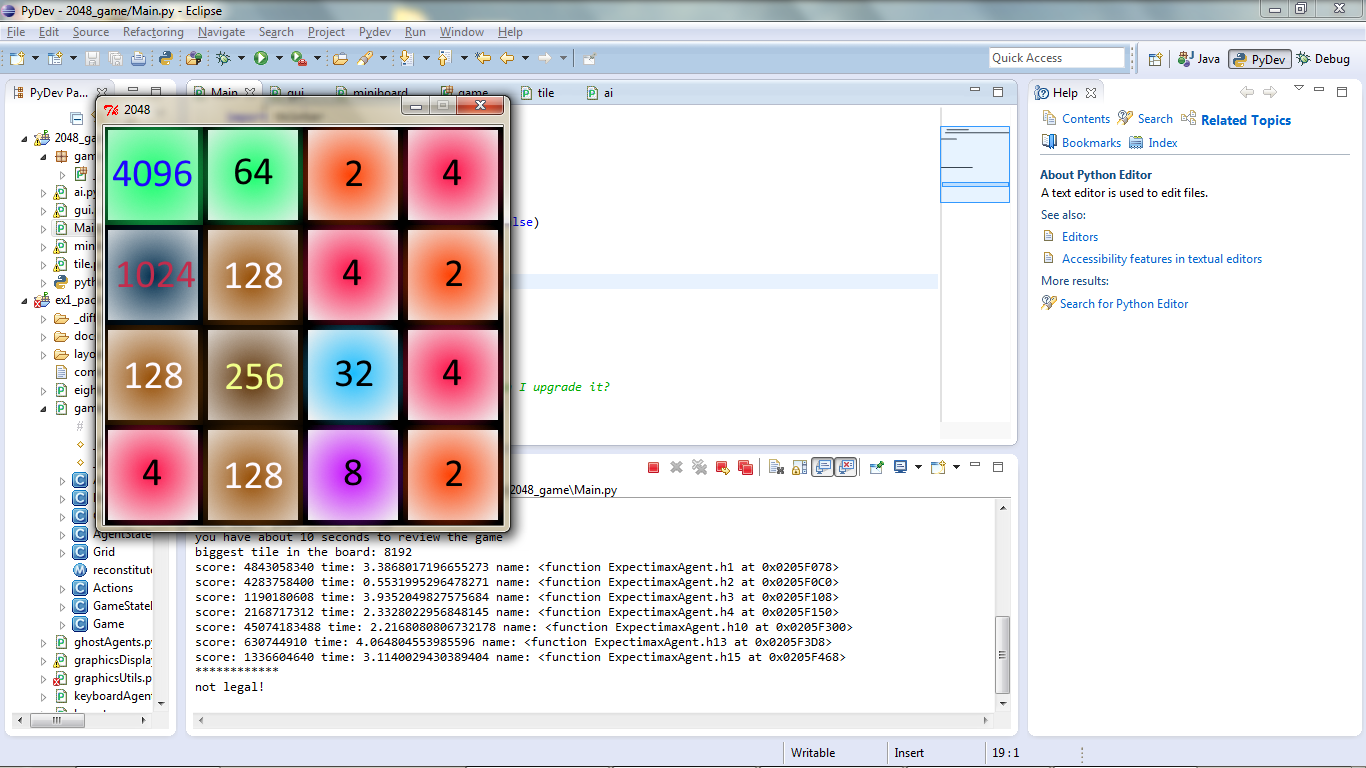 PyDev - 2048_game/Main.py - Eclipse
File Edit Source Refactoring Navigate Search Project Pydev Run Window Help
Quick Access Java PyDev Debug
PyDev Pa... Main gui miniboard game tile ai
Help
2048
Contents Search Related Topics
Bookmarks Index
About Python Editor
A text editor is used to edit files.
See also:
Editors
Accessibility features in textual editors
More results:
Search for Python Editor
2048_ga
gam
ai.py
gui.
Mai
min
tile.p
pyth
ex1_pac
_diff
docs
layo
com
eigh
gam
AgentState
Grid
reconstitute
Actions
GameStateI
Game
ghostAgents.py
graphicsDispla
graphicsUtils.p
keyboardAgent
4096 64 2 4
1024 128 4 2
128 256 32 4
4 128 8 2
import
lse)
I upgrade it?
2048_game\Main.py
you have about 10 seconds to review the game
biggest tile in the board: 8192
score: 4843058340 time: 3.3868017196655273 name: <function ExpectimaxAgent.h1 at 0x0205F078>
score: 4283758400 time: 0.5531995296478271 name: <function ExpectimaxAgent.h2 at 0x0205F0C0>
score: 1190180608 time: 3.9352049827575684 name: <function ExpectimaxAgent.h3 at 0x0205F108>
score: 2168717312 time: 2.3328022956848145 name: <function ExpectimaxAgent.h4 at 0x0205F150>
score: 45074183488 time: 2.2168080806732178 name: <function ExpectimaxAgent.h10 at 0x0205F300>
score: 630744910 time: 4.064804553985596 name: <function ExpectimaxAgent.h13 at 0x0205F3D8>
score: 1336604640 time: 3.1140029430389404 name: <function ExpectimaxAgent.h15 at 0x0205F468>
************
not legal!
Writable Insert 19 : 1